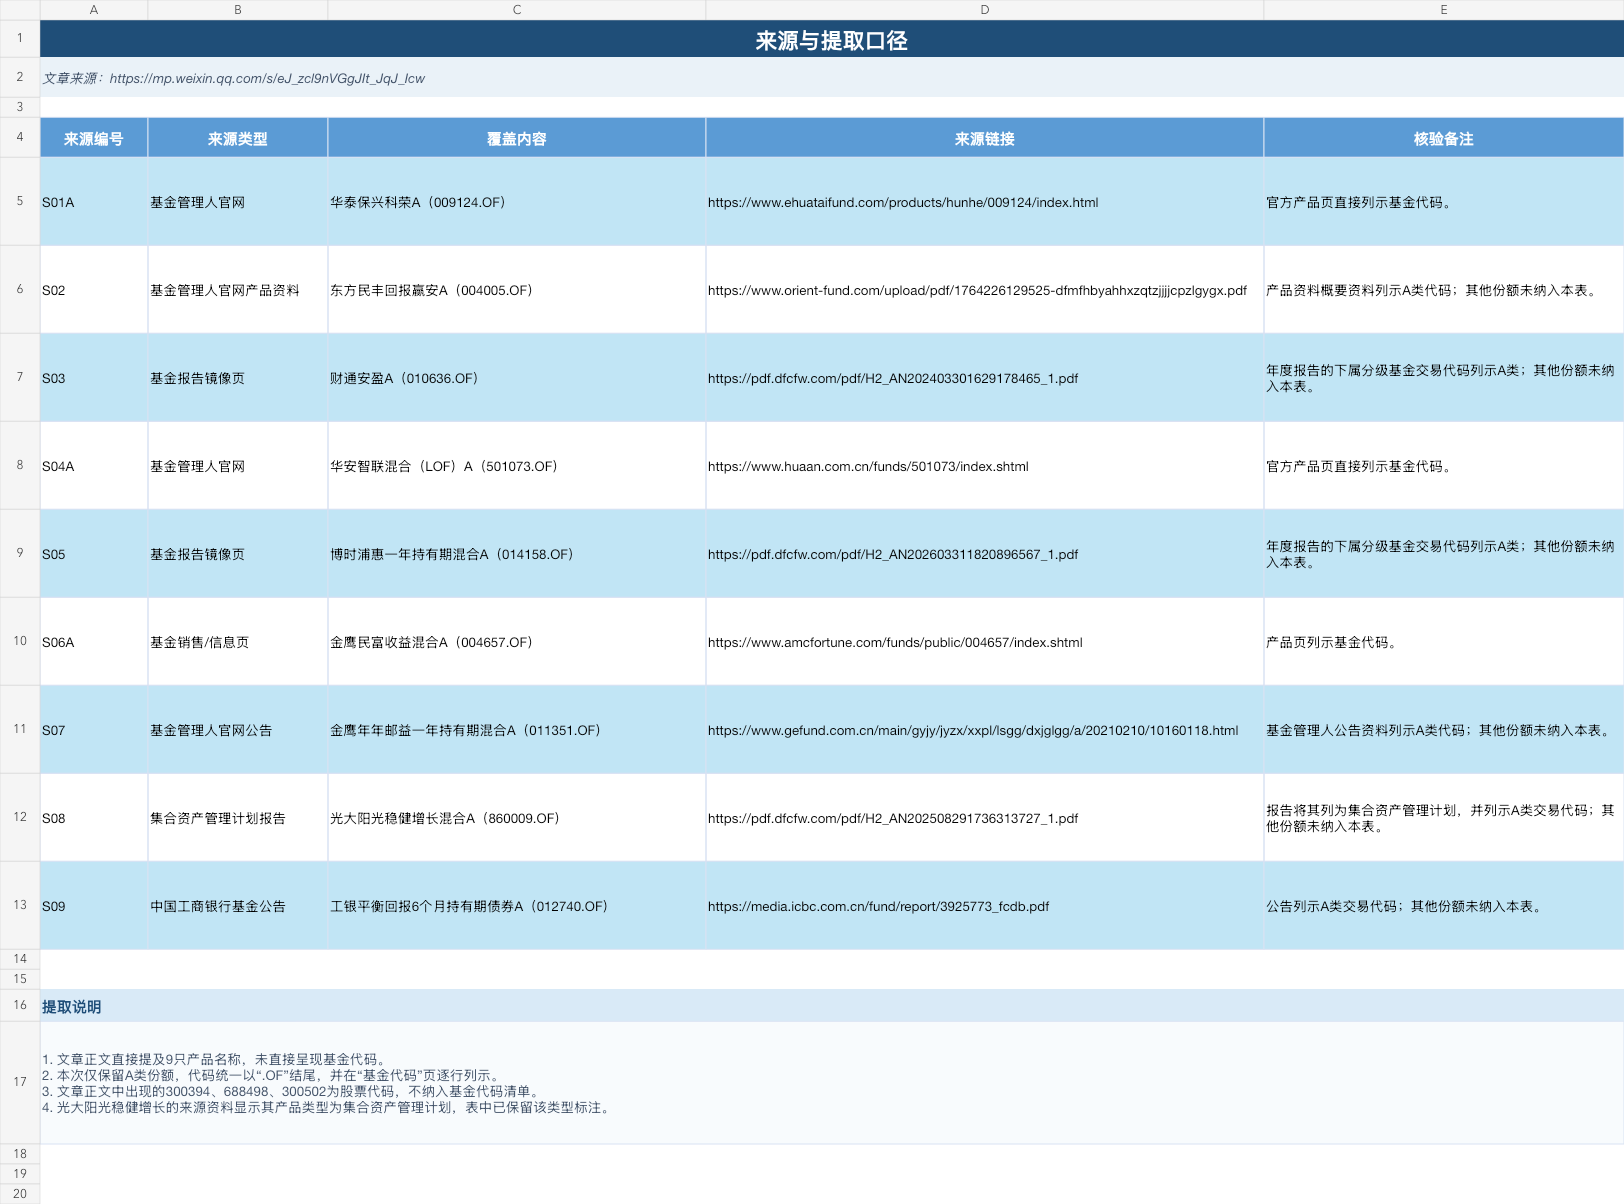 A B C D E
1 来源与提取口径
2 文章来源：https://mp.weixin.qq.com/s/eJ_zcl9nVGgJIt_JqJ_Icw
3
4 来源编号 来源类型 覆盖内容 来源链接 核验备注
5 S01A 基金管理人官网 华泰保兴科荣A（009124.OF） https://www.ehuataifund.com/products/hunhe/009124/index.html 官方产品页直接列示基金代码。
6 S02 基金管理人官网产品资料 东方民丰回报赢安A（004005.OF） https://www.orient-fund.com/upload/pdf/1764226129525-dfmfhbyahhxzqtzjjjjcpzlgygx.pdf 产品资料概要资料列示A类代码；其他份额未纳入本表。
7 S03 基金报告镜像页 财通安盈A（010636.OF） https://pdf.dfcfw.com/pdf/H2_AN202403301629178465_1.pdf 年度报告的下属分级基金交易代码列示A类；其他份额未纳
入本表。
8 S04A 基金管理人官网 华安智联混合（LOF）A（501073.OF） https://www.huaan.com.cn/funds/501073/index.shtml 官方产品页直接列示基金代码。
9 S05 基金报告镜像页 博时浦惠一年持有期混合A（014158.OF） https://pdf.dfcfw.com/pdf/H2_AN202603311820896567_1.pdf 年度报告的下属分级基金交易代码列示A类；其他份额未纳
入本表。
10 S06A 基金销售/信息页 金鹰民富收益混合A（004657.OF） https://www.amcfortune.com/funds/public/004657/index.shtml 产品页列示基金代码。
11 S07 基金管理人官网公告 金鹰年年邮益一年持有期混合A（011351.OF） https://www.gefund.com.cn/main/gyjy/jyzx/xxpl/lsgg/dxjglgg/a/20210210/10160118.html 基金管理人公告资料列示A类代码；其他份额未纳入本表。
12 S08 集合资产管理计划报告 光大阳光稳健增长混合A（860009.OF） https://pdf.dfcfw.com/pdf/H2_AN202508291736313727_1.pdf 报告将其列为集合资产管理计划，并列示A类交易代码；其
他份额未纳入本表。
13 S09 中国工商银行基金公告 工银平衡回报6个月持有期债券A（012740.OF） https://media.icbc.com.cn/fund/report/3925773_fcdb.pdf 公告列示A类交易代码；其他份额未纳入本表。
14
15
16 提取说明
17 1. 文章正文直接提及9只产品名称，未直接呈现基金代码。
2. 本次仅保留A类份额，代码统一以“.OF”结尾，并在“基金代码”页逐行列示。
3. 文章正文中出现的300394、688498、300502为股票代码，不纳入基金代码清单。
4. 光大阳光稳健增长的来源资料显示其产品类型为集合资产管理计划，表中已保留该类型标注。
18
19
20